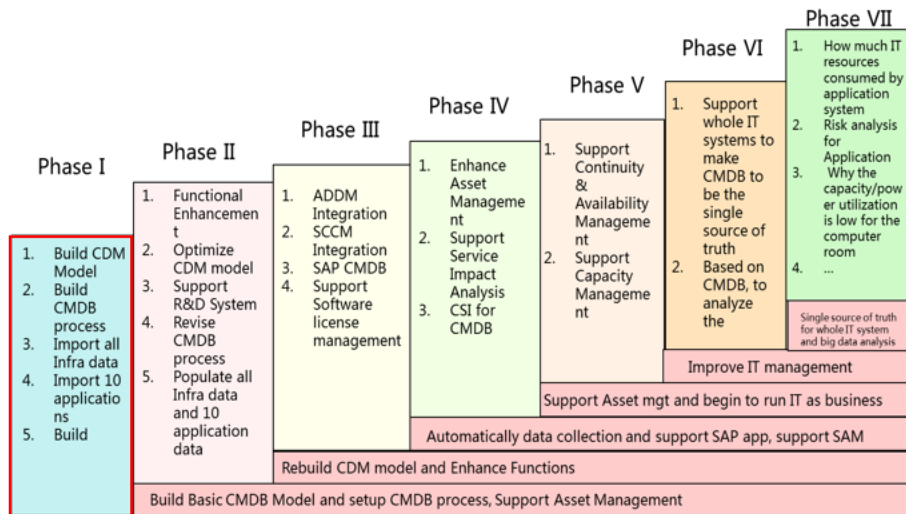 Phase I
1. Build CDM
Model
2. Build
CMDB
process
3. Import all
Infra data
4. Import 10
applicatio
ns
5. Build
Phase II
1. Functional
Enhancemen
t
2. Optimize
CDM model
3. Support
R&D System
4. Revise
CMDB
process
5. Populate all
Infra data
and 10
application
data
Phase III
1. ADDM
Integration
2. SCCM
Integration
3. SAP CMDB
4. Support
Software
license
management
Phase IV
1. Enhance
Asset
Manageme
nt
2. Support
Service
Impact
Analysis
3. CSI for
CMDB
Phase V
1. Support
Continuity
&
Availability
Management
2. Support
Capacity
Manageme
nt
Phase VI
1. Support
whole IT
systems to
make CMDB
to be the
single
source of
truth
2. Based on
CMDB, to
analyze
the
Phase VII
1. How much IT
resources
consumed by
application
system
2. Risk analysis
for
Application
3. Why the
capacity/pow
er utilization
is low for the
computer
room
4. ...
Single source of truth
for whole IT system
and big data analysis
Improve IT management
Support Asset mgt and begin to run IT as business
Automatically data collection and support SAP app, support SAM
Rebuild CDM model and Enhance Functions
Build Basic CMDB Model and setup CMDB process, Support Asset Management